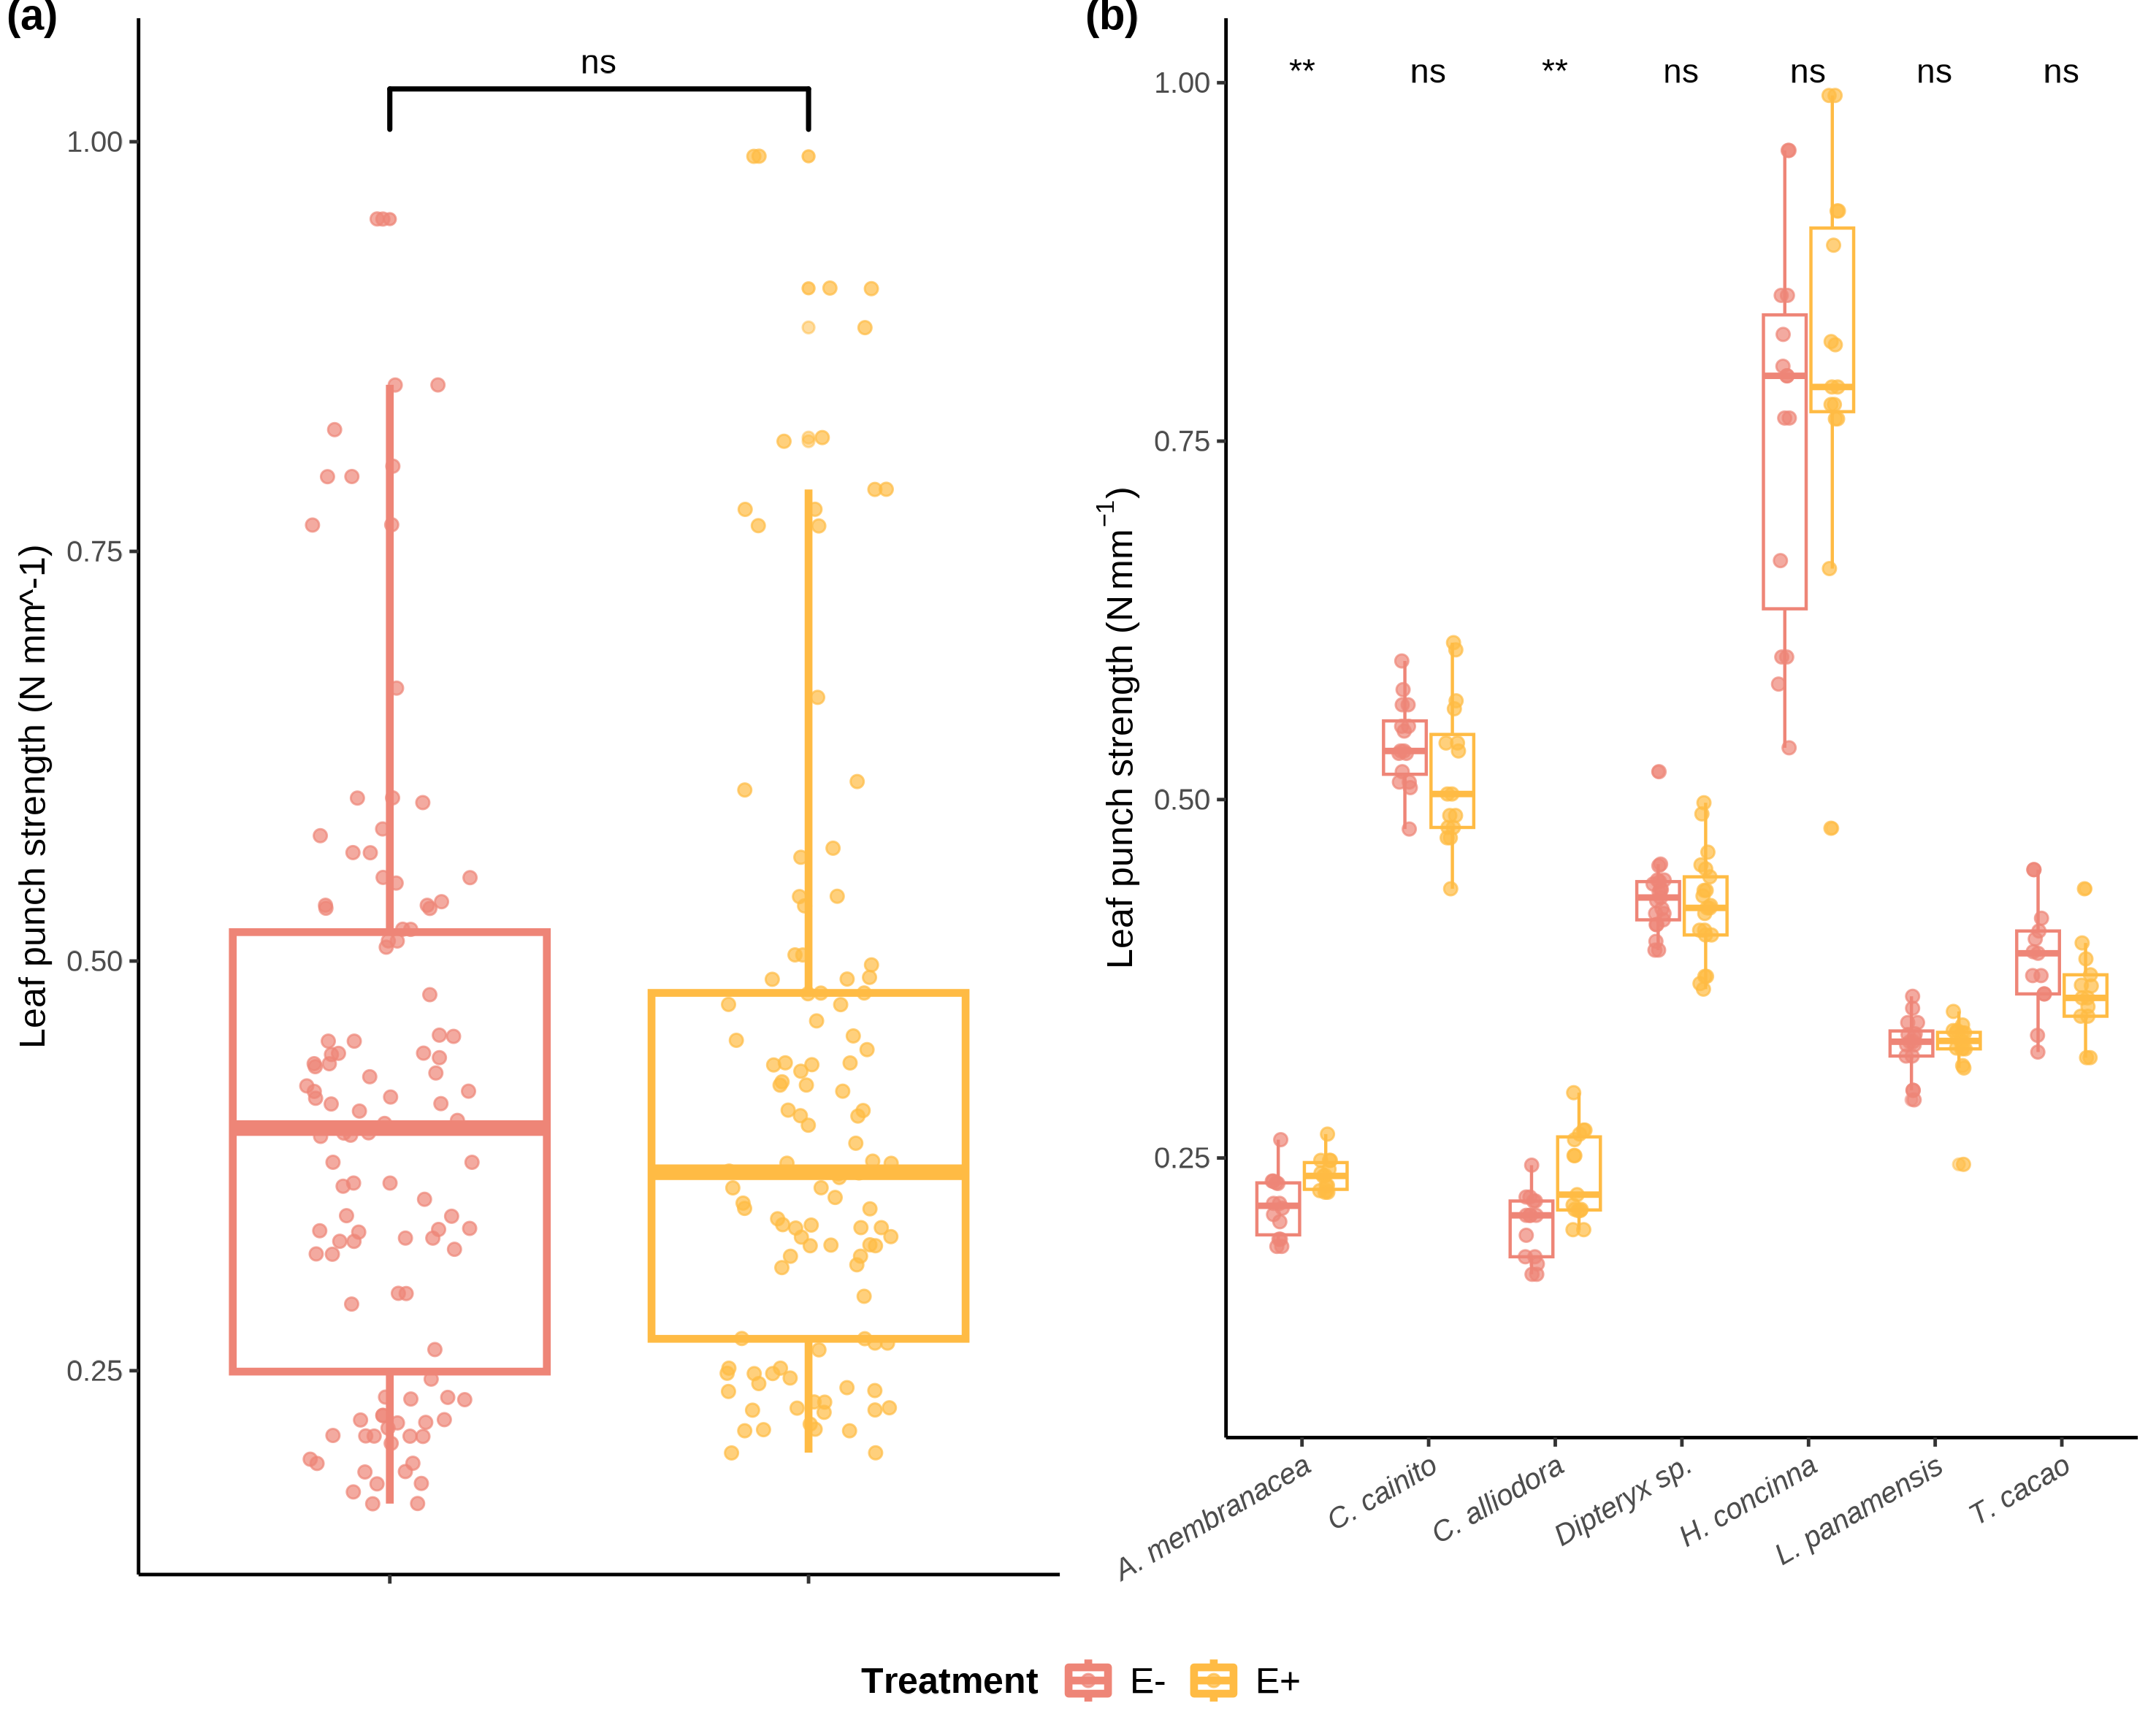 (a)
ns
1.00
0.75
0.50
0.25
Leaf punch strength (N mm^-1)
(b)
** ns ** ns ns ns ns
1.00
0.75
0.50
0.25
Leaf punch strength (N mm⁻¹)
A. membranacea
C. cainito
C. alliodora
Dipteryx sp.
H. concinna
L. panamensis
T. cacao
Treatment E- E+